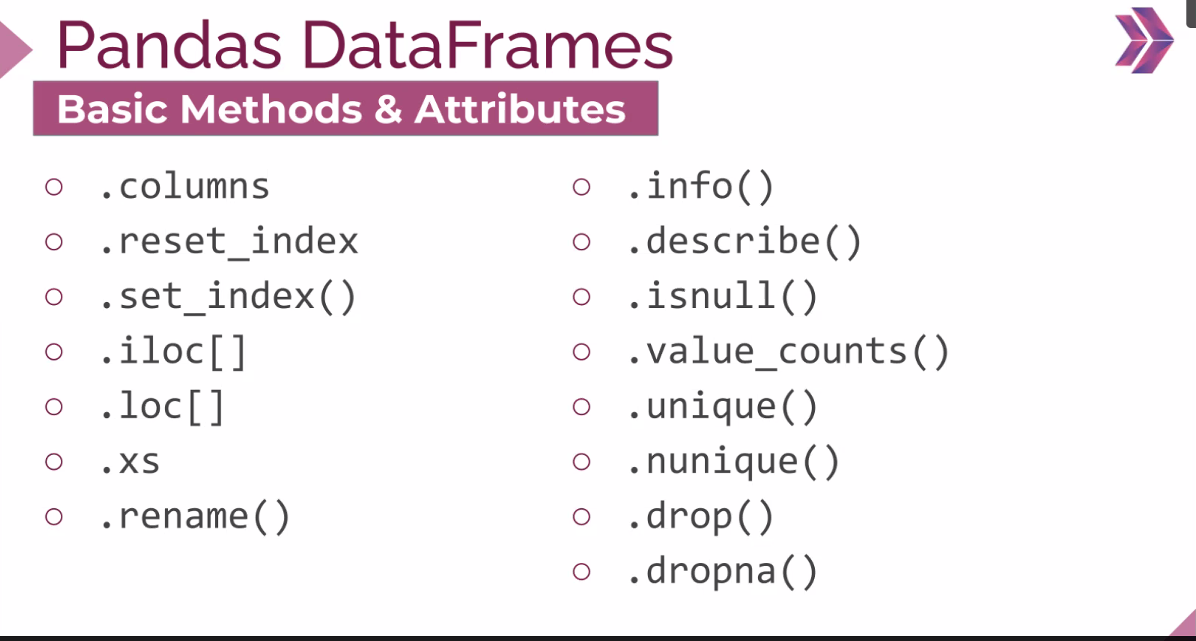 Pandas DataFrames
Basic Methods & Attributes
.columns
.reset_index
.set_index()
.iloc[]
.loc[]
.xs
.rename()
.info()
.describe()
.isnull()
.value_counts()
.unique()
.nunique()
.drop()
.dropna()